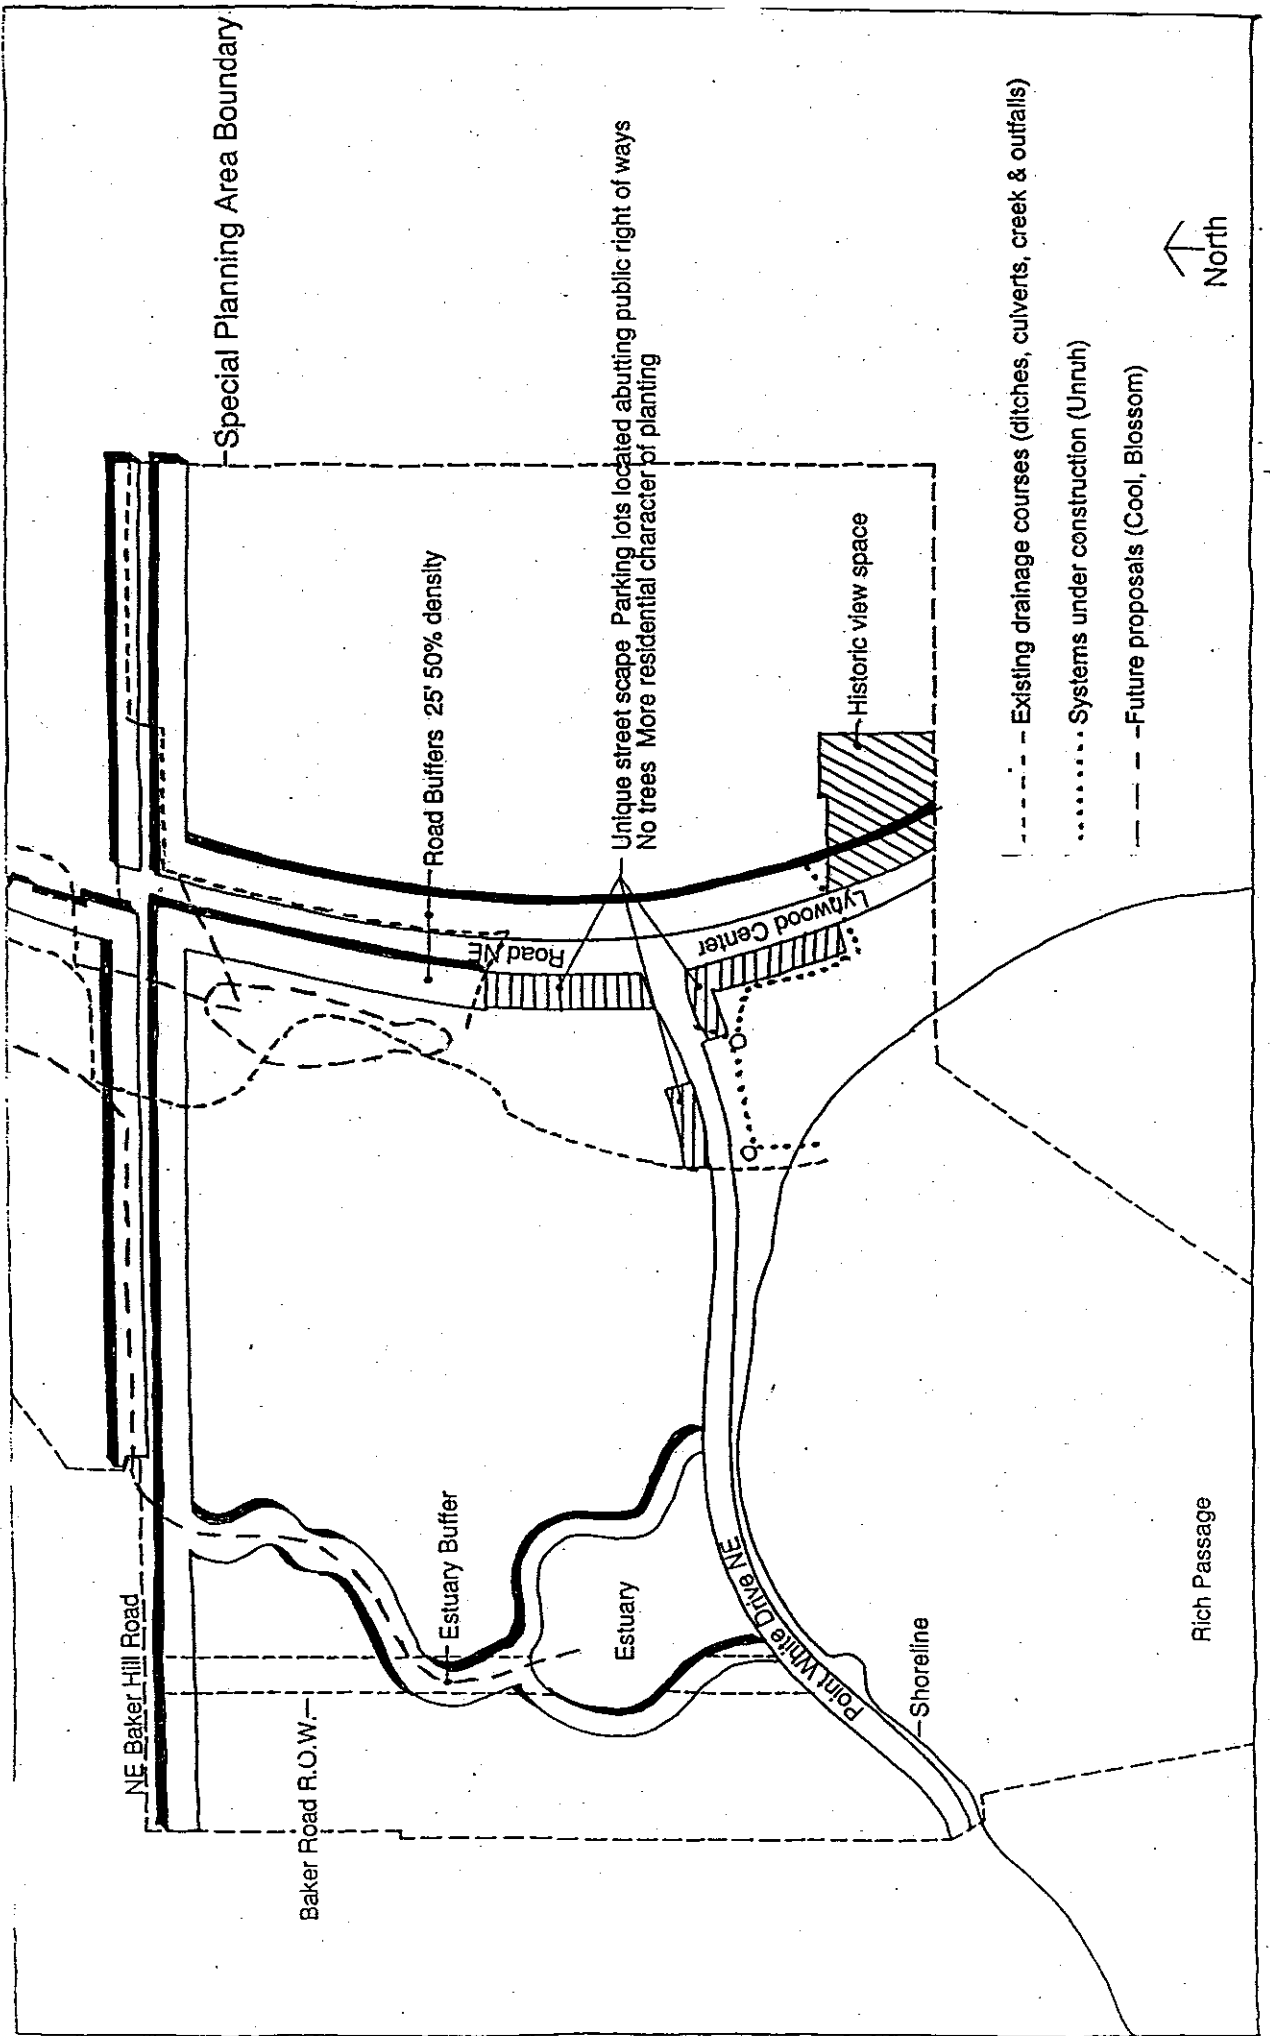 Special Planning Area Boundary
NE Baker Hill Road
Baker Road R.O.W.
Estuary Buffer
Road Buffers 25' 50% density
Road NE
Unique street scape Parking lots located abutting public right of ways
No trees More residential character of planting
Estuary
Lynwood Center
Historic view space
Point White Drive NE
Shoreline
Existing drainage courses (ditches, culverts, creek & outfalls)
Systems under construction (Unruh)
Future proposals (Cool, Blossom)
Rich Passage
North